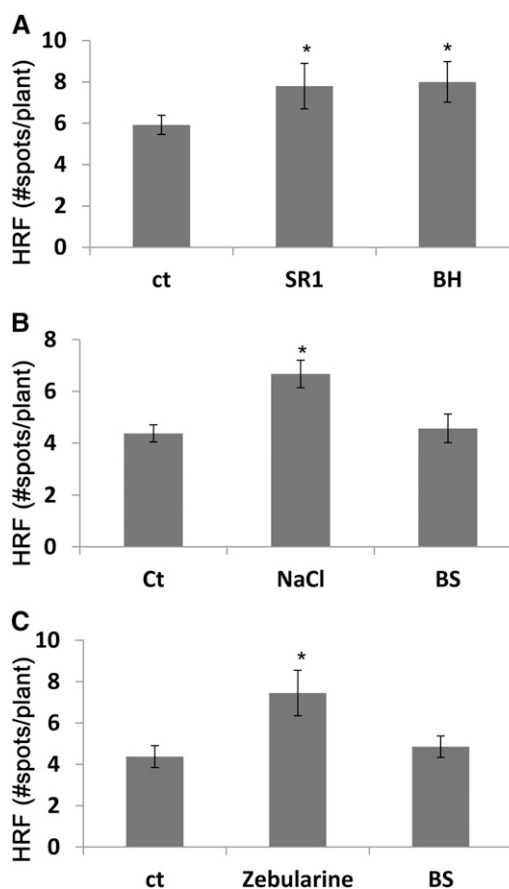 A
HRF (#spots/plant)
10
8
6
4
2
0
*
*
ct SR1 BH
B
HRF (#spots/plant)
8
6
4
2
0
*
Ct NaCl BS
C
HRF (#spots/plant)
10
8
6
4
2
0
*
ct Zebularine BS